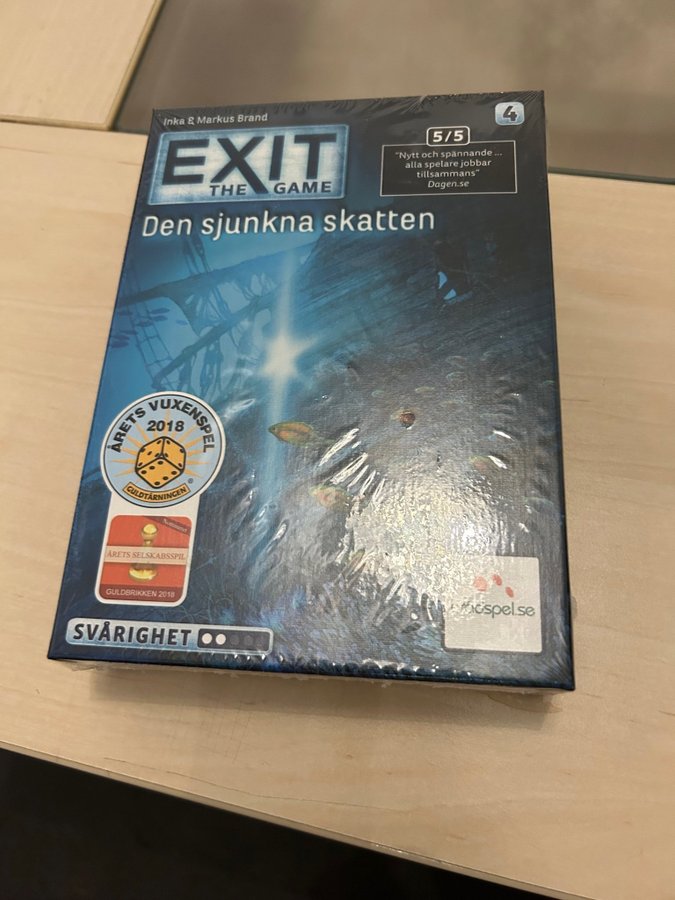 Inka & Markus Brand
4
EXIT
THE GAME
5/5
"Nytt och spännande ...
alla spelare jobbar
tillsammans"
Dagen.se
Den sjunkna skatten
ÅRETS VUXENSPEL
2018
GULDTÄRNINGEN
Nomineret
ÅRETS SELSKABSSPIL
GULDBRIKKEN 2018
SVÅRIGHET